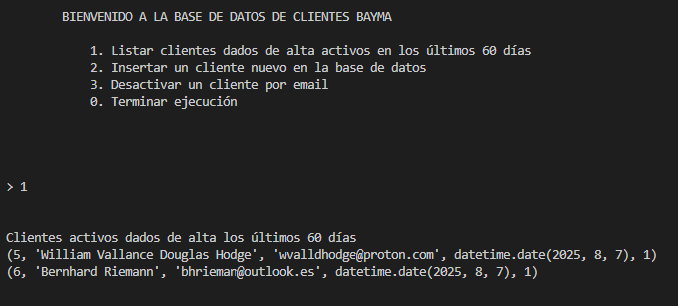 BIENVENIDO A LA BASE DE DATOS DE CLIENTES BAYMA
1. Listar clientes dados de alta activos en los últimos 60 días
2. Insertar un cliente nuevo en la base de datos
3. Desactivar un cliente por email
0. Terminar ejecución
> 1
Clientes activos dados de alta los últimos 60 días
(5, 'William Vallance Douglas Hodge', 'wvalldhodge@proton.com', datetime.date(2025, 8, 7), 1)
(6, 'Bernhard Riemann', 'bhrieman@outlook.es', datetime.date(2025, 8, 7), 1)